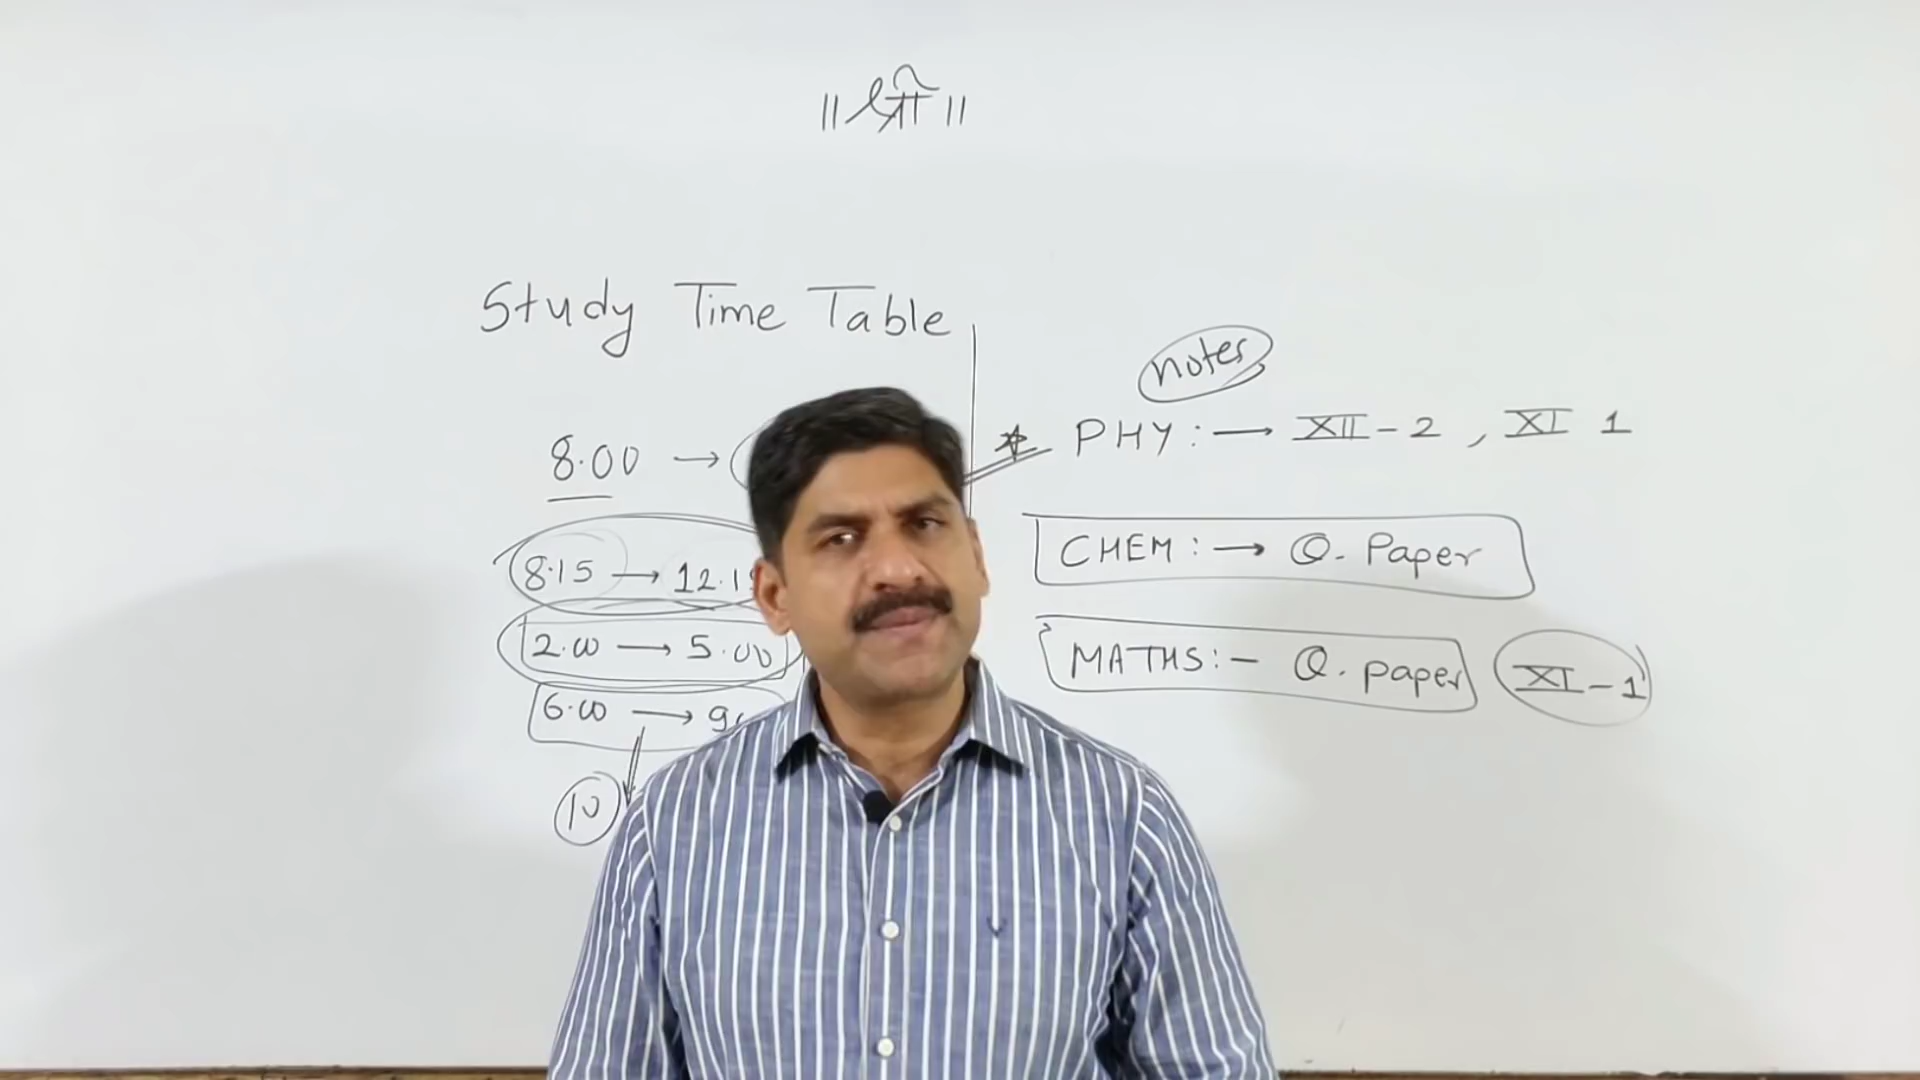 ॥ श्री ॥
Study Time Table
8.00 →
8.15 → 12.1
2.00 → 5.00
6.00 → 9
10
notes
* PHY : → XII - 2 , XI 1
CHEM : → Q. Paper
MATHS : - Q. paper XI - 1